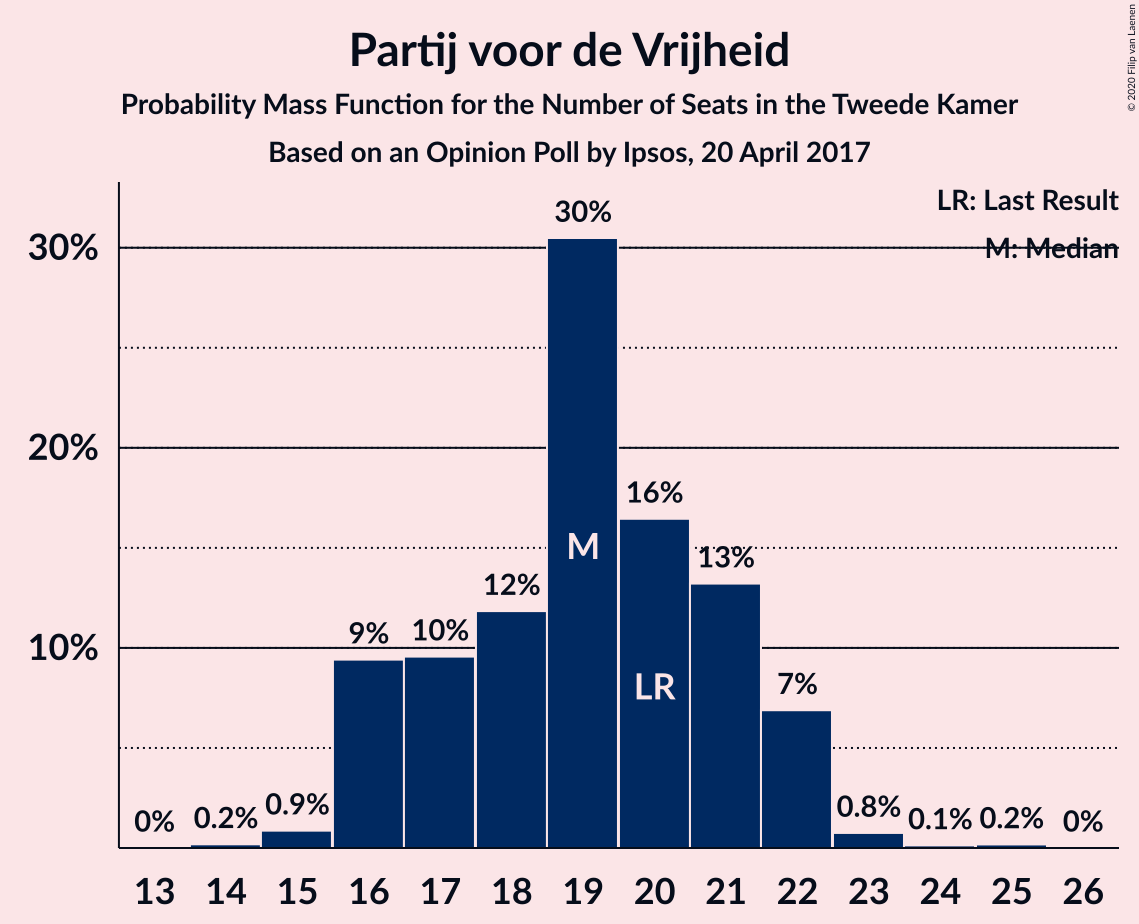 Partij voor de Vrijheid
Probability Mass Function for the Number of Seats in the Tweede Kamer
Based on an Opinion Poll by Ipsos, 20 April 2017
© 2020 Filip van Laenen
LR: Last Result
M: Median
30%
20%
10%
0%
0.2%
0.9%
9%
10%
12%
30%
16%
13%
7%
0.8%
0.1%
0.2%
0%
M
LR
13 14 15 16 17 18 19 20 21 22 23 24 25 26